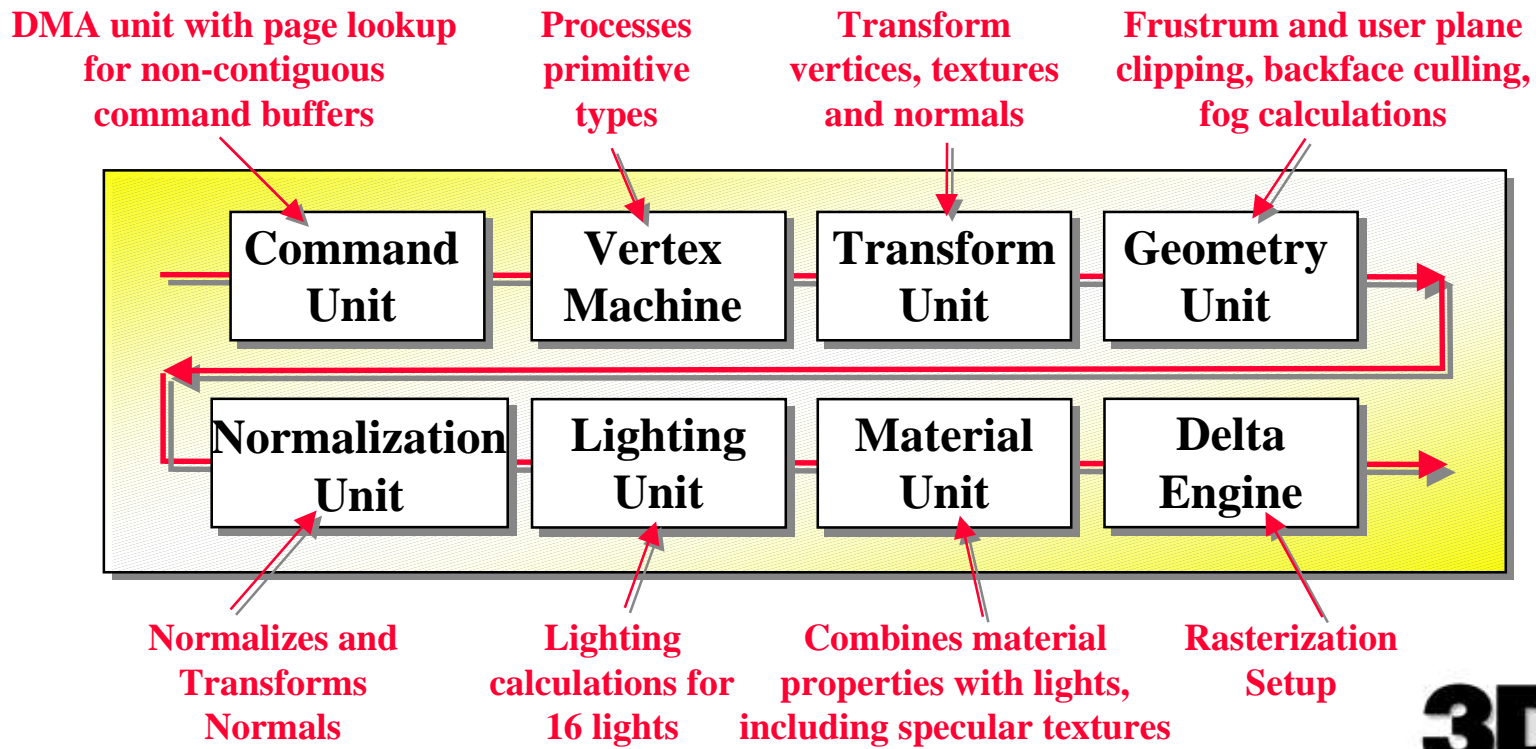 DMA unit with page lookup
for non-contiguous
command buffers
Processes
primitive
types
Transform
vertices, textures
and normals
Frustrum and user plane
clipping, backface culling,
fog calculations
Command
Unit
Vertex
Machine
Transform
Unit
Geometry
Unit
Normalization
Unit
Lighting
Unit
Material
Unit
Delta
Engine
Normalizes and
Transforms
Normals
Lighting
calculations for
16 lights
Combines material
properties with lights,
including specular textures
Rasterization
Setup
3D